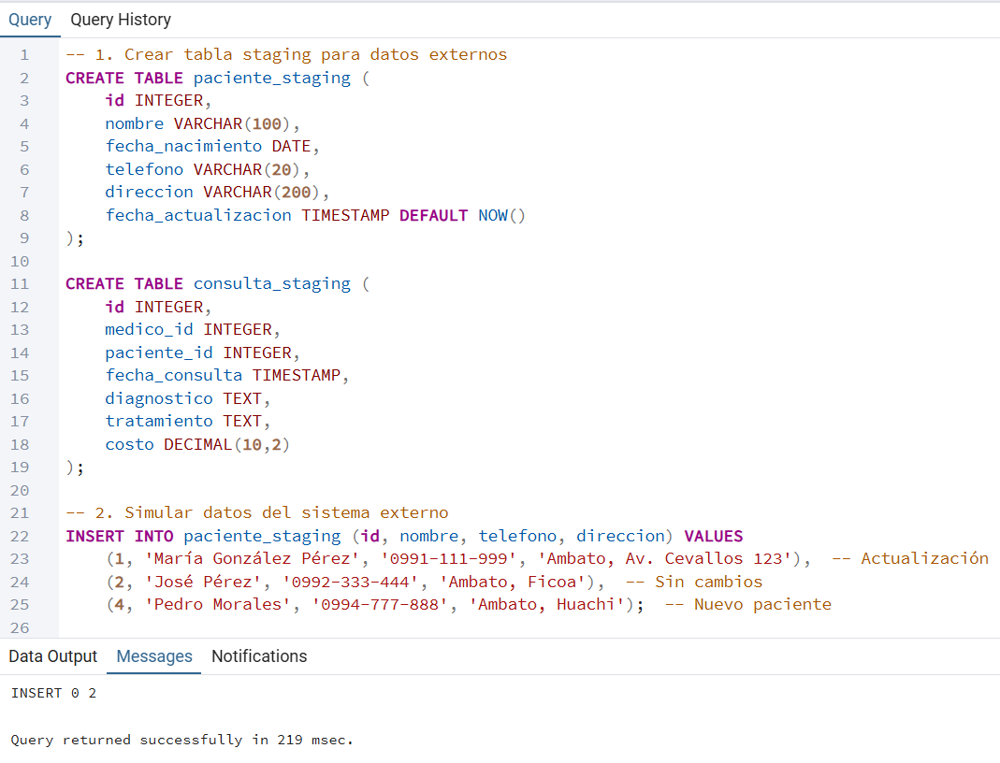 Query Query History
1 -- 1. Crear tabla staging para datos externos
2 CREATE TABLE paciente_staging (
3 id INTEGER,
4 nombre VARCHAR(100),
5 fecha_nacimiento DATE,
6 telefono VARCHAR(20),
7 direccion VARCHAR(200),
8 fecha_actualizacion TIMESTAMP DEFAULT NOW()
9 );
10
11 CREATE TABLE consulta_staging (
12 id INTEGER,
13 medico_id INTEGER,
14 paciente_id INTEGER,
15 fecha_consulta TIMESTAMP,
16 diagnostico TEXT,
17 tratamiento TEXT,
18 costo DECIMAL(10,2)
19 );
20
21 -- 2. Simular datos del sistema externo
22 INSERT INTO paciente_staging (id, nombre, telefono, direccion) VALUES
23 (1, 'María González Pérez', '0991-111-999', 'Ambato, Av. Cevallos 123'), -- Actualización
24 (2, 'José Pérez', '0992-333-444', 'Ambato, Ficoa'), -- Sin cambios
25 (4, 'Pedro Morales', '0994-777-888', 'Ambato, Huachi'); -- Nuevo paciente
26
Data Output Messages Notifications
INSERT 0 2
Query returned successfully in 219 msec.